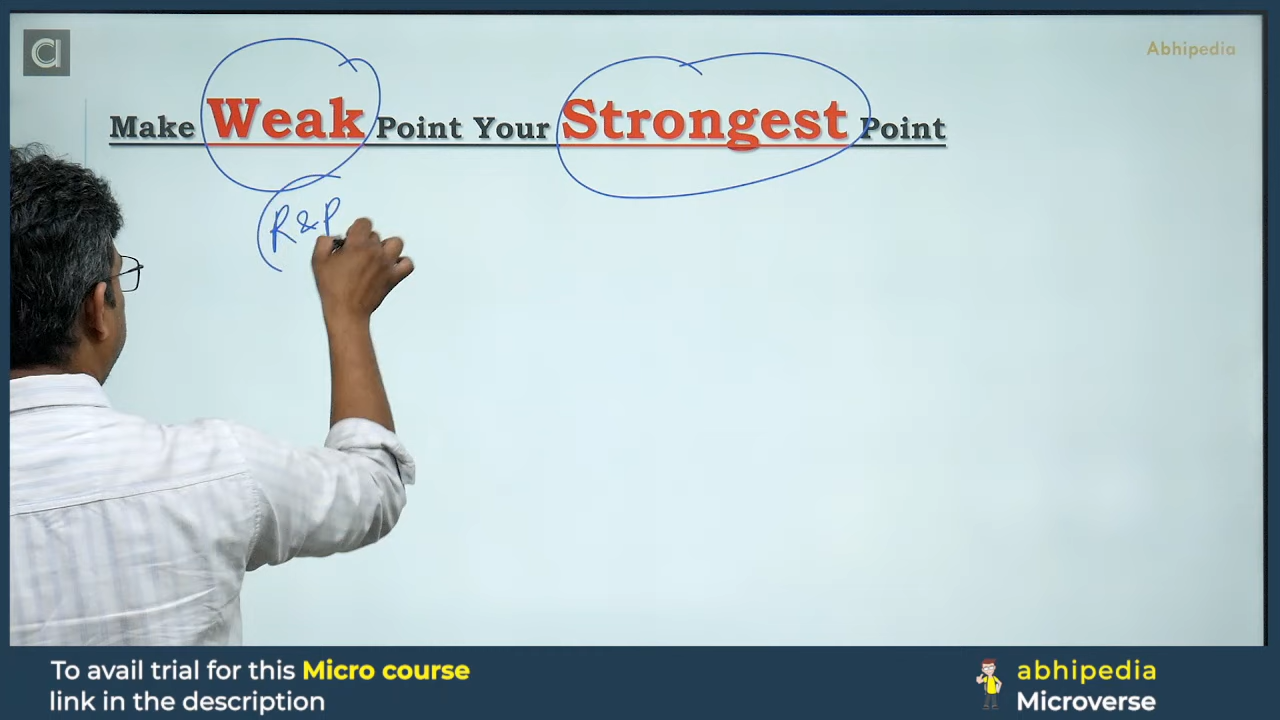 Abhipedia
Make Weak Point Your Strongest Point
(R&P
To avail trial for this Micro course
link in the description
abhipedia
Microverse